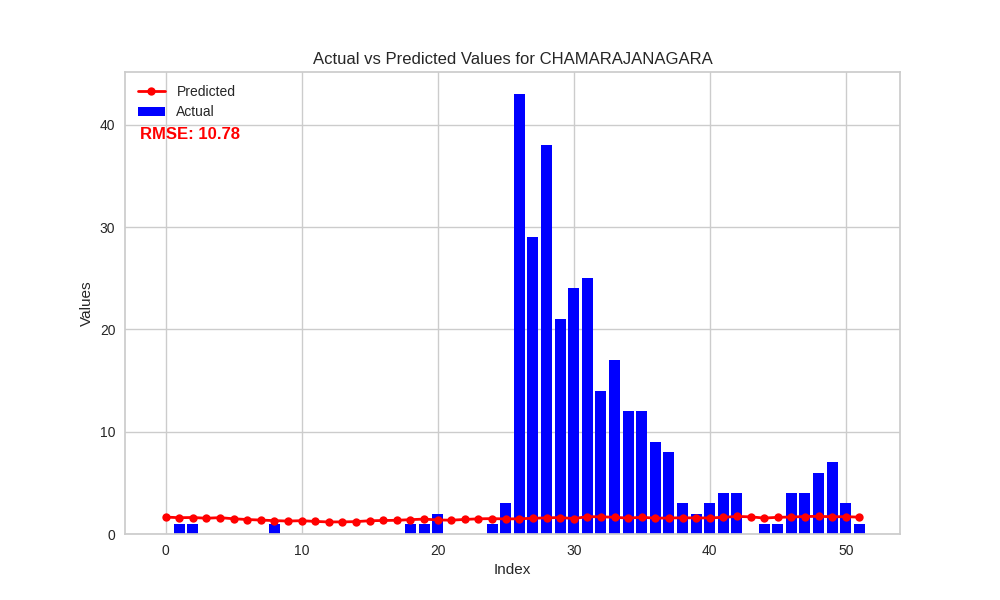 Actual vs Predicted Values for CHAMARAJANAGARA
Predicted
Actual
RMSE: 10.78
Values
40
30
20
10
0
0 10 20 30 40 50
Index